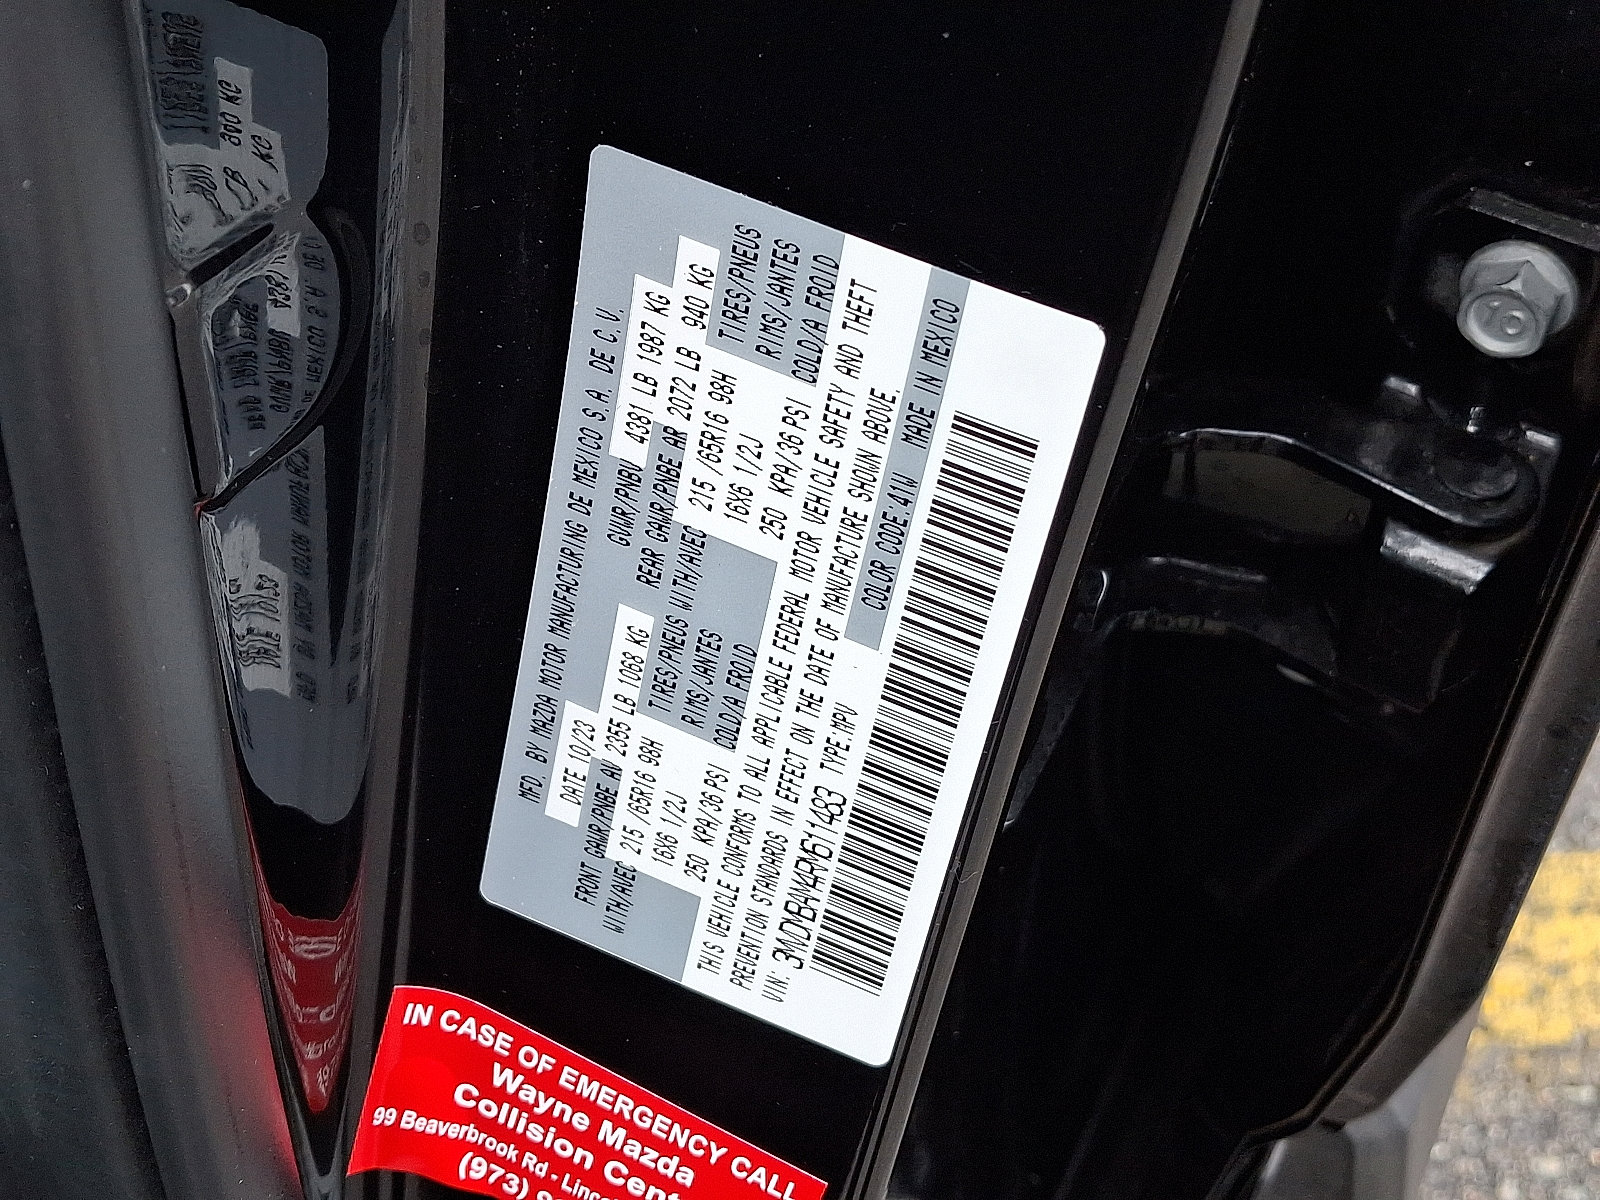 MFD. BY MAZDA MOTOR MANUFACTURING DE MEXICO S.A. DE C.V.
DATE 10/23 GVWR/PNBV 4381 LB 1987 KG
FRONT GAWR/PNBE AV 2355 LB 1068 KG REAR GAWR/PNBE AR 2072 LB 940 KG
WITH/AVEC 215 /65R16 98H TIRES/PNEUS WITH/AVEC 215 /65R16 98H TIRES/PNEUS
16X6 1/2J RIMS/JANTES 16X6 1/2J RIMS/JANTES
250 KPA/36 PSI COLD/A FROID 250 KPA/36 PSI COLD/A FROID
THIS VEHICLE CONFORMS TO ALL APPLICABLE FEDERAL MOTOR VEHICLE SAFETY AND THEFT
PREVENTION STANDARDS IN EFFECT ON THE DATE OF MANUFACTURE SHOWN ABOVE.
VIN: 3MVDMBAN4RM611483 TYPE:MPV COLOR CODE:41W MADE IN MEXICO
IN CASE OF EMERGENCY CALL
Wayne Mazda
Collision
99 Beaverbrook Rd -
(973)